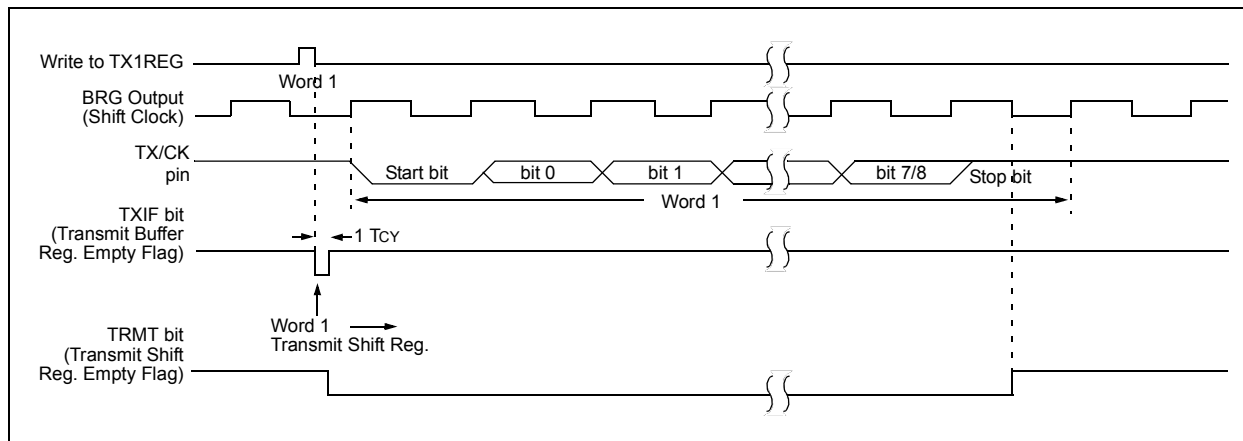 Write to TX1REG
Word 1
BRG Output
(Shift Clock)
TX/CK
pin
Start bit
bit 0
bit 1
bit 7/8
Stop bit
Word 1
TXIF bit
(Transmit Buffer
Reg. Empty Flag)
1 TCY
Word 1
Transmit Shift Reg.
TRMT bit
(Transmit Shift
Reg. Empty Flag)